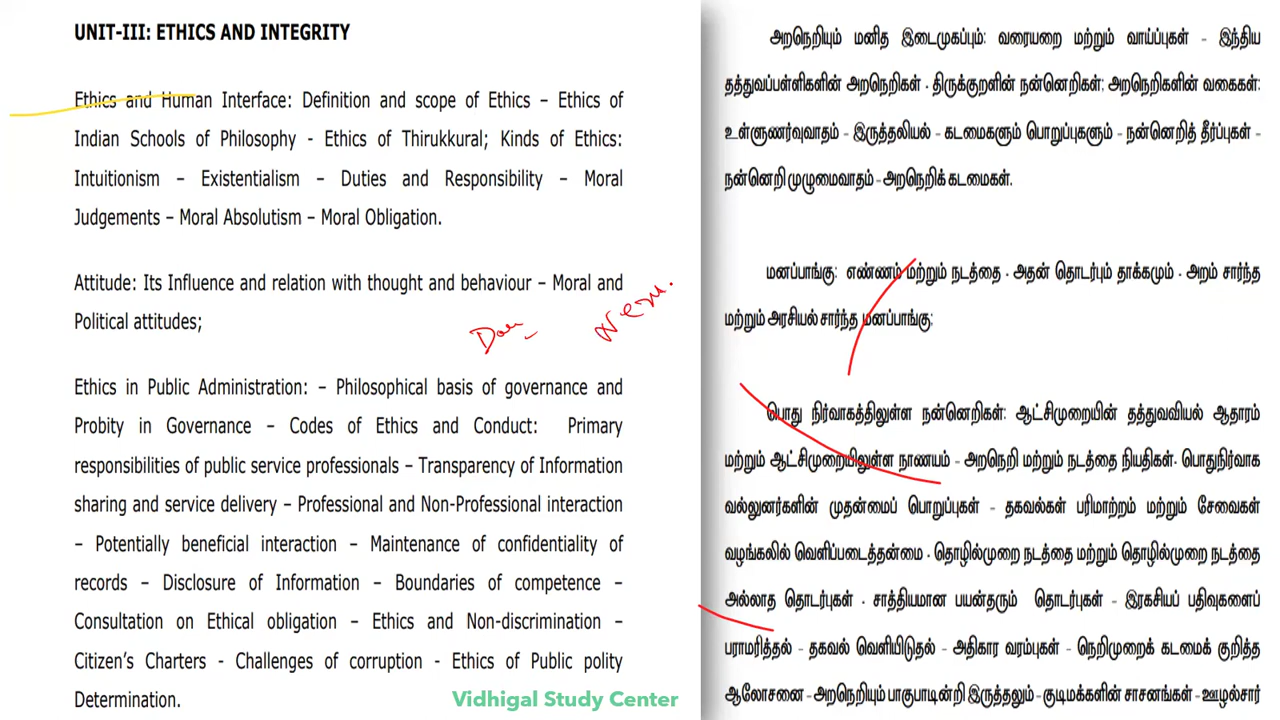 UNIT-III: ETHICS AND INTEGRITY
Ethics and Human Interface: Definition and scope of Ethics – Ethics of
Indian Schools of Philosophy - Ethics of Thirukkural; Kinds of Ethics:
Intuitionism – Existentialism – Duties and Responsibility – Moral
Judgements – Moral Absolutism – Moral Obligation.
Attitude: Its Influence and relation with thought and behaviour – Moral and
Political attitudes;
Ethics in Public Administration: – Philosophical basis of governance and
Probity in Governance – Codes of Ethics and Conduct: Primary
responsibilities of public service professionals – Transparency of Information
sharing and service delivery – Professional and Non-Professional interaction
– Potentially beneficial interaction – Maintenance of confidentiality of
records – Disclosure of Information – Boundaries of competence –
Consultation on Ethical obligation – Ethics and Non-discrimination –
Citizen's Charters - Challenges of corruption - Ethics of Public polity
Determination.
Vidhigal Study Center
அறநெறியும் மனித இடைமுகப்பும்: வரையறை மற்றும் வாய்ப்புகள் – இந்திய
தத்துவப்பள்ளிகளின் அறநெறிகள் - திருக்குறளின் நன்னெறிகள்; அறநெறிகளின் வகைகள்:
உள்ளுணர்வுவாதம் – இருத்தலியல் – கடமைகளும் பொறுப்புகளும் – நன்னெறித் தீர்ப்புகள் –
நன்னெறி முழுமைவாதம் – அறநெறிக் கடமைகள்.
மனப்பாங்கு: எண்ணம் மற்றும் நடத்தை - அதன் தொடர்பும் தாக்கமும் - அறம் சார்ந்த
மற்றும் அரசியல் சார்ந்த மனப்பாங்கு;
பொது நிர்வாகத்திலுள்ள நன்னெறிகள்: ஆட்சிமுறையின் தத்துவவியல் ஆதாரம்
மற்றும் ஆட்சிமுறையிலுள்ள நாணயம் – அறநெறி மற்றும் நடத்தை நியதிகள். பொதுநிர்வாக
வல்லுனர்களின் முதன்மைப் பொறுப்புகள் – தகவல்கள் பரிமாற்றம் மற்றும் சேவைகள்
வழங்கலில் வெளிப்படைத்தன்மை - தொழில்முறை நடத்தை மற்றும் தொழில்முறை நடத்தை
அல்லாத தொடர்புகள் - சாத்தியமான பயன்தரும் தொடர்புகள் – இரகசியப் பதிவுகளைப்
பராமரித்தல் – தகவல் வெளியிடுதல் – அதிகார வரம்புகள் – நெறிமுறைக் கடமைக் குறித்த
ஆலோசனை – அறநெறியும் பாகுபாடின்றி இருத்தலும் – குடிமக்களின் சாசனங்கள் – ஊழல்சார்